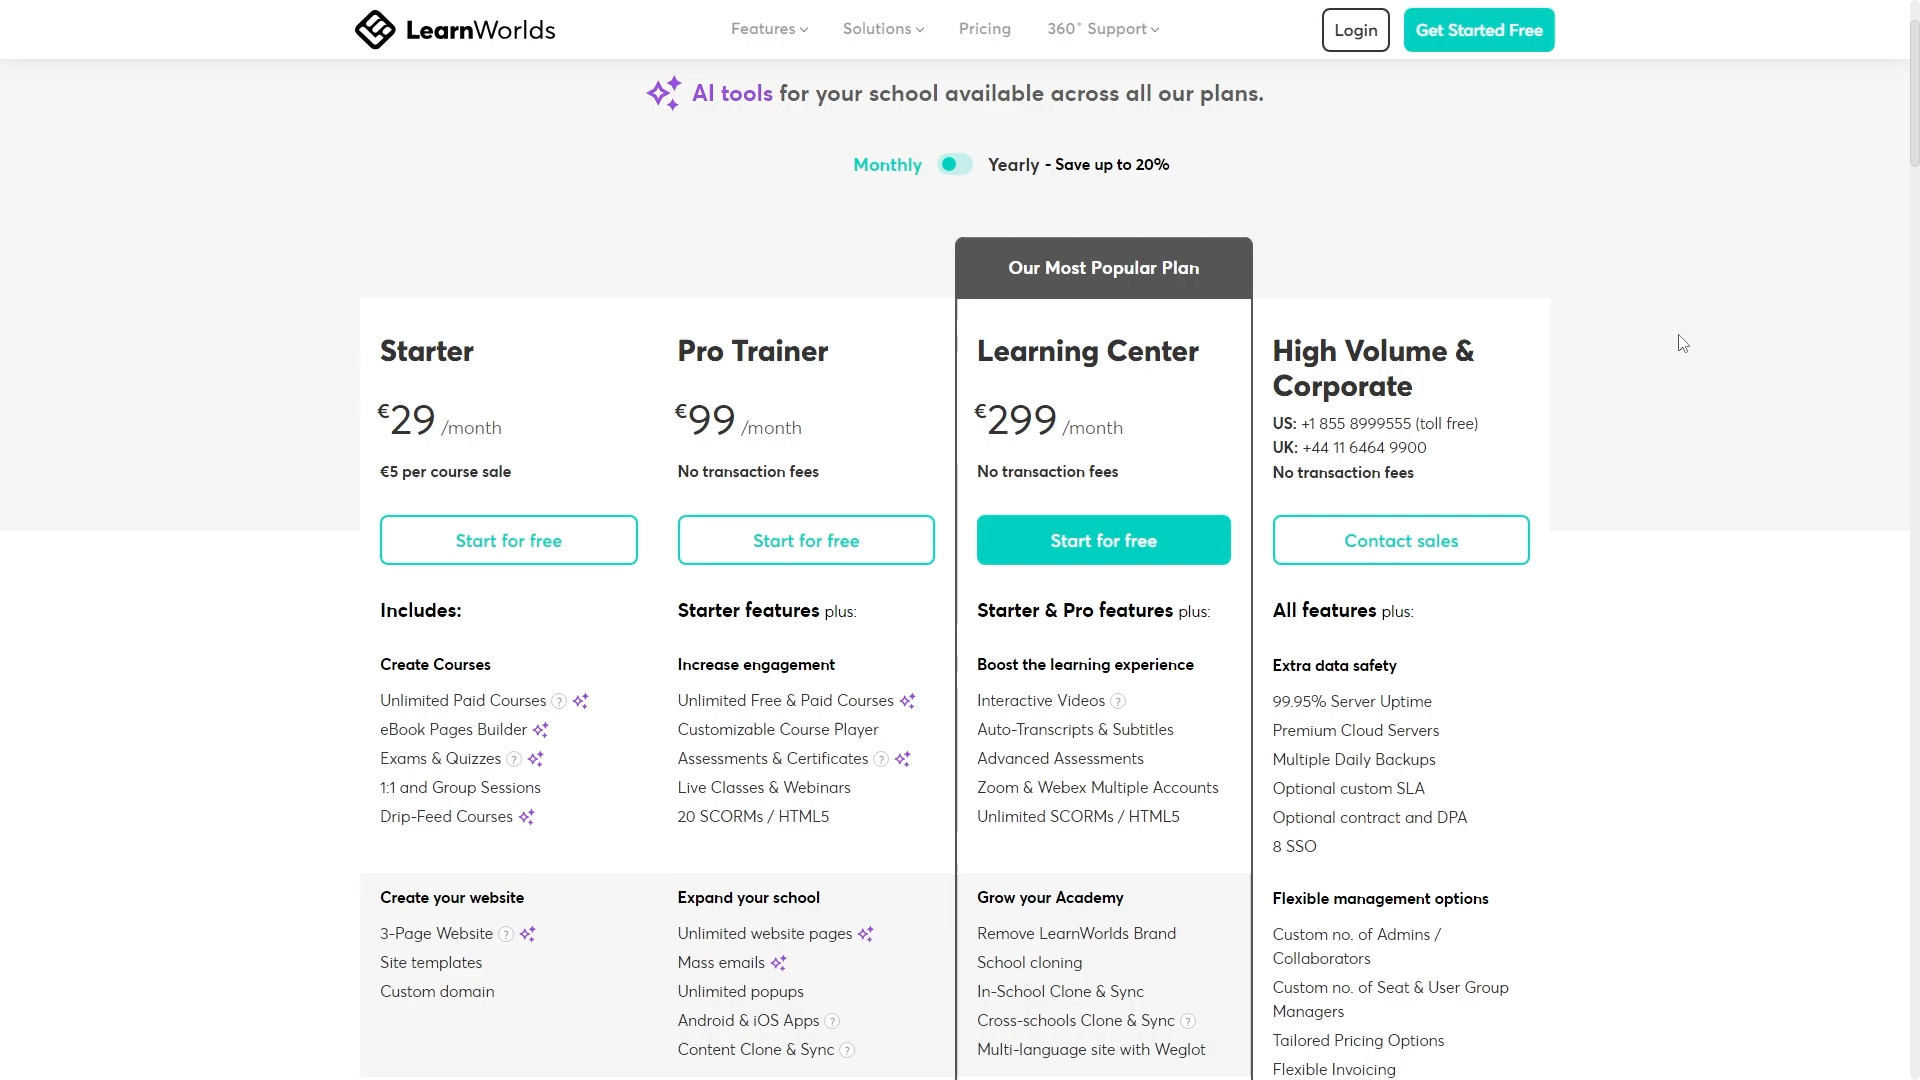 LearnWorlds
Features
Solutions
Pricing
360° Support
Login
Get Started Free
AI tools for your school available across all our plans.
Monthly
Yearly - Save up to 20%
Our Most Popular Plan
Starter
€29 /month
€5 per course sale
Start for free
Includes:
Create Courses
Unlimited Paid Courses ?
eBook Pages Builder
Exams & Quizzes ?
1:1 and Group Sessions
Drip-Feed Courses
Create your website
3-Page Website ?
Site templates
Custom domain
Pro Trainer
€99 /month
No transaction fees
Start for free
Starter features plus:
Increase engagement
Unlimited Free & Paid Courses
Customizable Course Player
Assessments & Certificates ?
Live Classes & Webinars
20 SCORMs / HTML5
Expand your school
Unlimited website pages
Mass emails
Unlimited popups
Android & iOS Apps ?
Content Clone & Sync ?
Learning Center
€299 /month
No transaction fees
Start for free
Starter & Pro features plus:
Boost the learning experience
Interactive Videos ?
Auto-Transcripts & Subtitles
Advanced Assessments
Zoom & Webex Multiple Accounts
Unlimited SCORMs / HTML5
Grow your Academy
Remove LearnWorlds Brand
School cloning
In-School Clone & Sync
Cross-schools Clone & Sync ?
Multi-language site with Weglot
High Volume &
Corporate
US: +1 855 8999555 (toll free)
UK: +44 11 6464 9900
No transaction fees
Contact sales
All features plus:
Extra data safety
99.95% Server Uptime
Premium Cloud Servers
Multiple Daily Backups
Optional custom SLA
Optional contract and DPA
8 SSO
Flexible management options
Custom no. of Admins /
Collaborators
Custom no. of Seat & User Group
Managers
Tailored Pricing Options
Flexible Invoicing